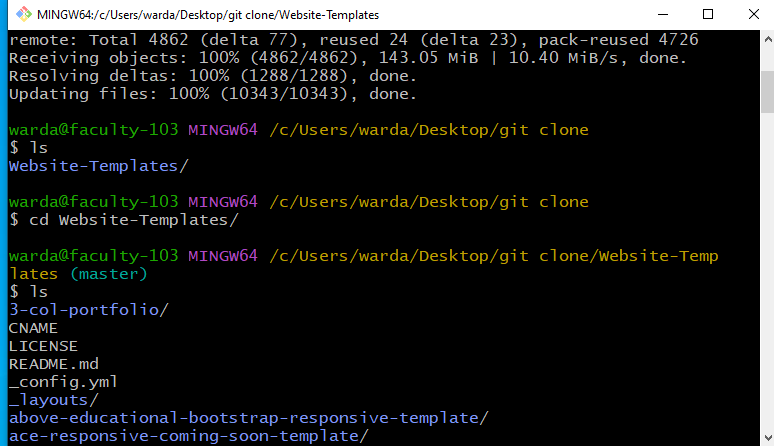 MINGW64:/c/Users/warda/Desktop/git clone/Website-Templates
remote: Total 4862 (delta 77), reused 24 (delta 23), pack-reused 4726
Receiving objects: 100% (4862/4862), 143.05 MiB | 10.40 MiB/s, done.
Resolving deltas: 100% (1288/1288), done.
Updating files: 100% (10343/10343), done.
warda@faculty-103 MINGW64 /c/Users/warda/Desktop/git clone
$ ls
Website-Templates/
warda@faculty-103 MINGW64 /c/Users/warda/Desktop/git clone
$ cd Website-Templates/
warda@faculty-103 MINGW64 /c/Users/warda/Desktop/git clone/Website-Temp
lates (master)
$ ls
3-col-portfolio/
CNAME
LICENSE
README.md
_config.yml
_layouts/
above-educational-bootstrap-responsive-template/
ace-responsive-coming-soon-template/